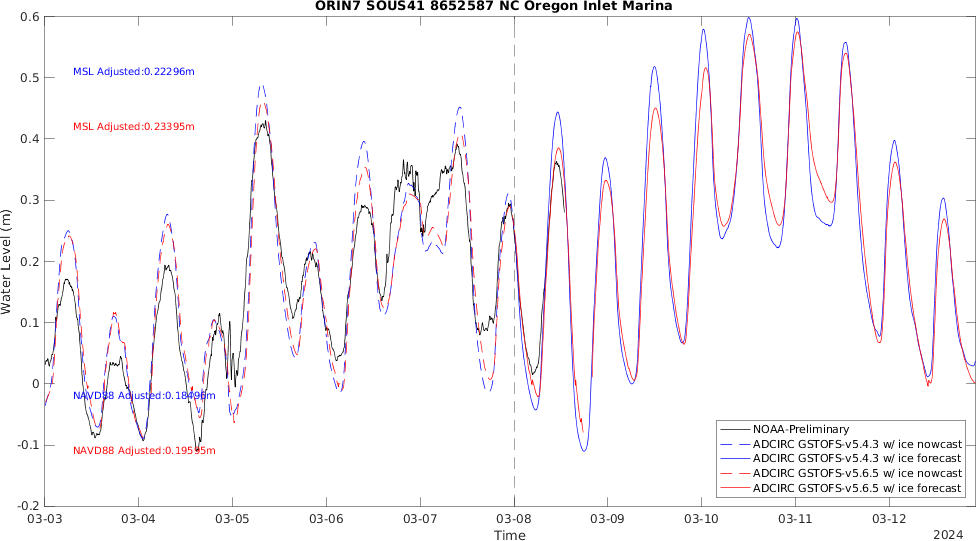 ORIN7 SOUS41 8652587 NC Oregon Inlet Marina
0.6
0.5
0.4
0.3
0.2
0.1
0
-0.1
-0.2
Water Level (m)
MSL Adjusted:0.22296m
MSL Adjusted:0.23395m
NAVD88 Adjusted:0.18496m
NAVD88 Adjusted:0.19595m
NOAA-Preliminary
ADCIRC GSTOFS-v5.4.3 w/ ice nowcast
ADCIRC GSTOFS-v5.4.3 w/ ice forecast
ADCIRC GSTOFS-v5.6.5 w/ ice nowcast
ADCIRC GSTOFS-v5.6.5 w/ ice forecast
03-03 03-04 03-05 03-06 03-07 03-08 03-09 03-10 03-11 03-12
Time
2024